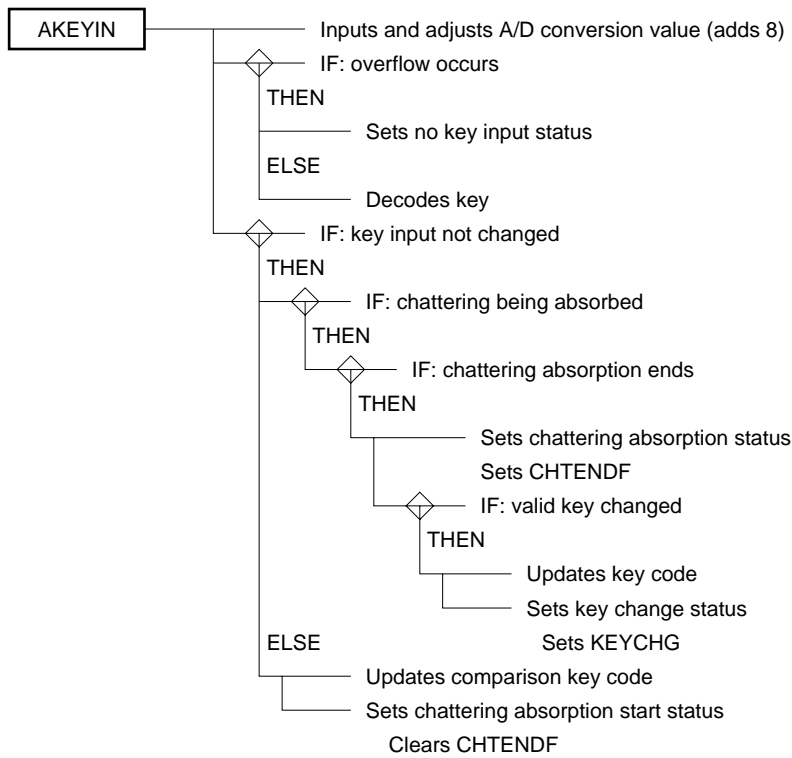 AKEYIN
Inputs and adjusts A/D conversion value (adds 8)
IF: overflow occurs
THEN
Sets no key input status
ELSE
Decodes key
IF: key input not changed
THEN
IF: chattering being absorbed
THEN
IF: chattering absorption ends
THEN
Sets chattering absorption status
Sets CHTENDF
IF: valid key changed
THEN
Updates key code
Sets key change status
Sets KEYCHG
ELSE
Updates comparison key code
Sets chattering absorption start status
Clears CHTENDF